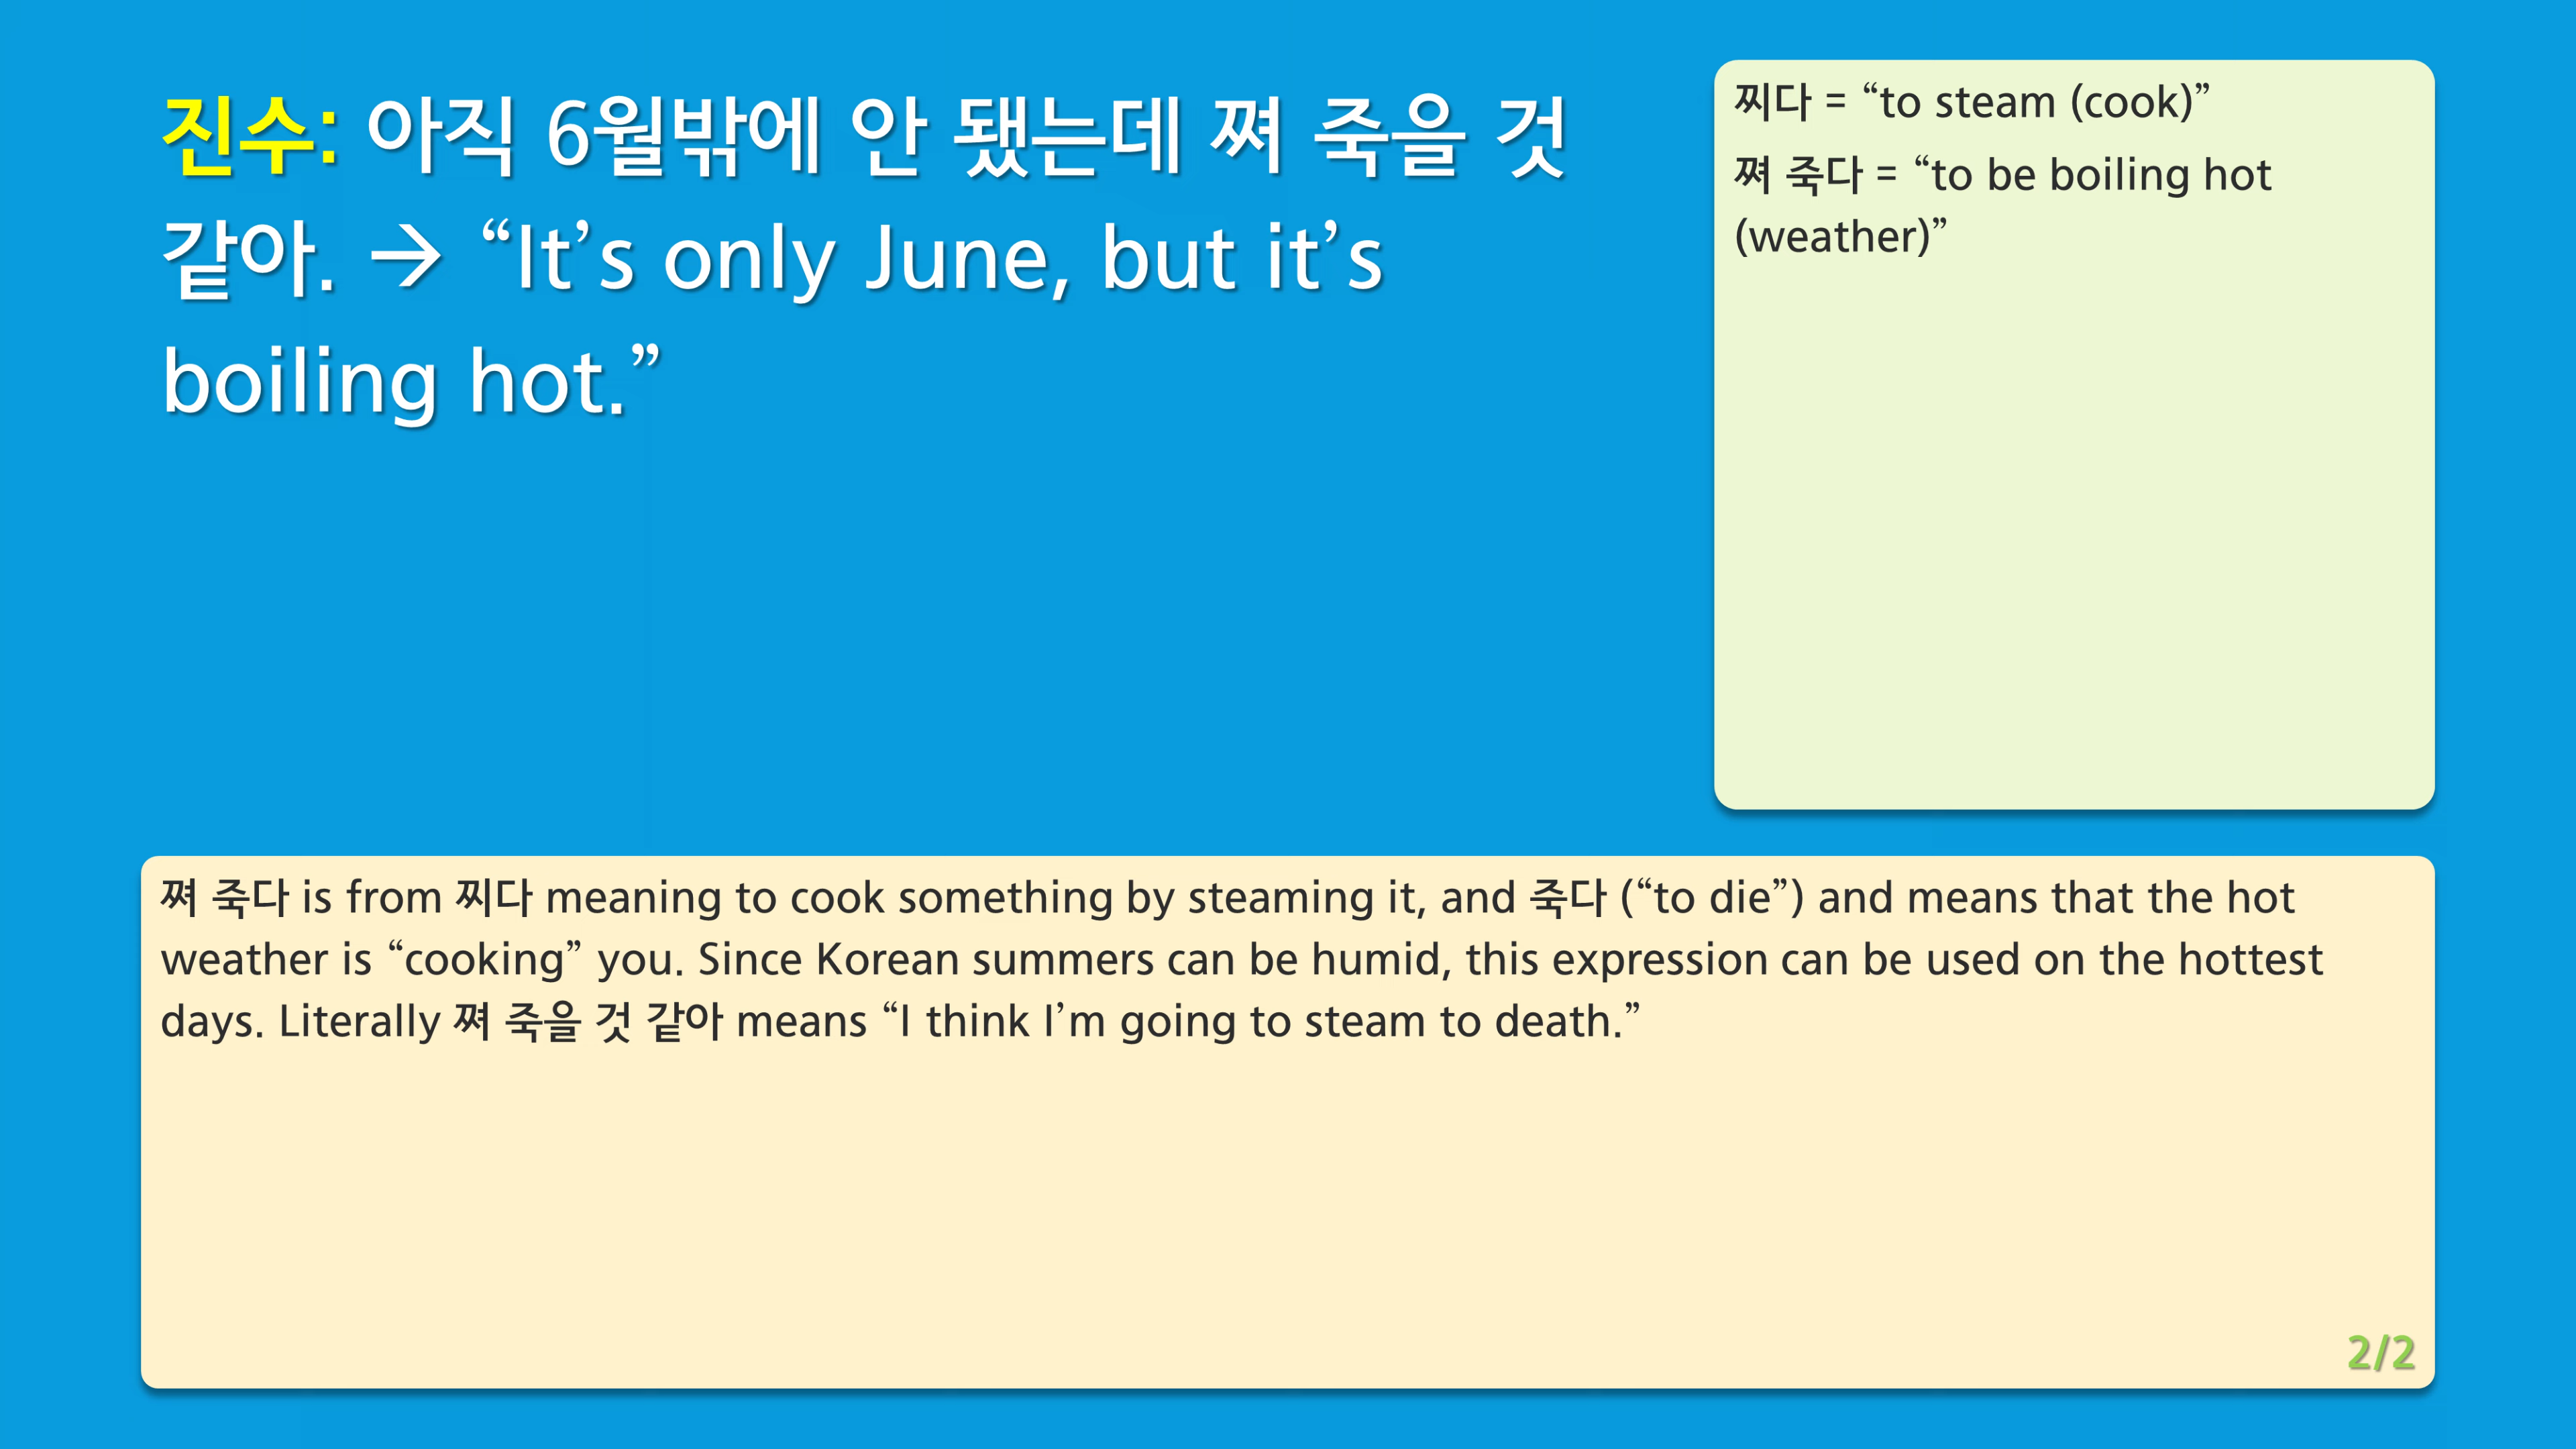 진수: 아직 6월밖에 안 됐는데 쪄 죽을 것
같아. → “It’s only June, but it’s
boiling hot.”
찌다 = “to steam (cook)”
쪄 죽다 = “to be boiling hot
(weather)”
쪄 죽다 is from 찌다 meaning to cook something by steaming it, and 죽다 (“to die”) and means that the hot
weather is “cooking” you. Since Korean summers can be humid, this expression can be used on the hottest
days. Literally 쪄 죽을 것 같아 means “I think I’m going to steam to death.”
2/2